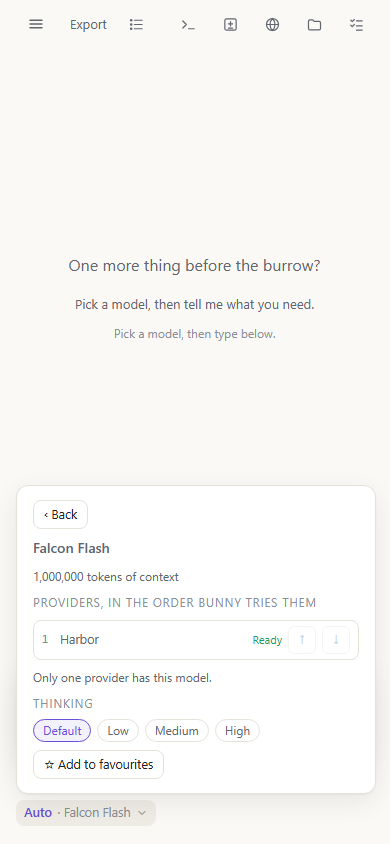 Export
One more thing before the burrow?
Pick a model, then tell me what you need.
Pick a model, then type below.
‹ Back
Falcon Flash
1,000,000 tokens of context
PROVIDERS, IN THE ORDER BUNNY TRIES THEM
1 Harbor Ready ↑ ↓
Only one provider has this model.
THINKING
Default Low Medium High
☆ Add to favourites
Auto · Falcon Flash